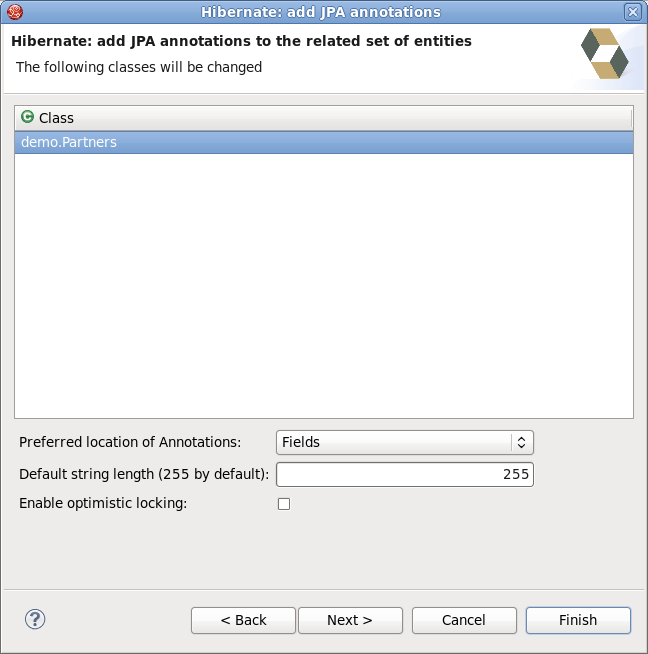 Hibernate: add JPA annotations
Hibernate: add JPA annotations to the related set of entities
The following classes will be changed
C Class
demo.Partners
Preferred location of Annotations: Fields
Default string length (255 by default): 255
Enable optimistic locking:
? < Back Next > Cancel Finish